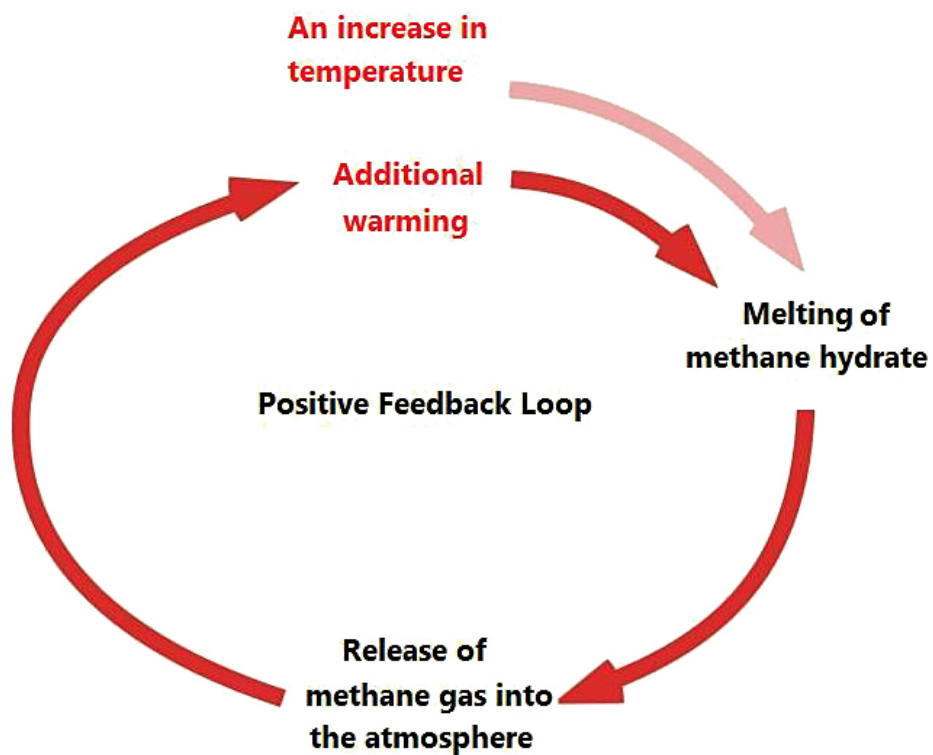 An increase in
temperature
Additional
warming
Melting of
methane hydrate
Positive Feedback Loop
Release of
methane gas into
the atmosphere